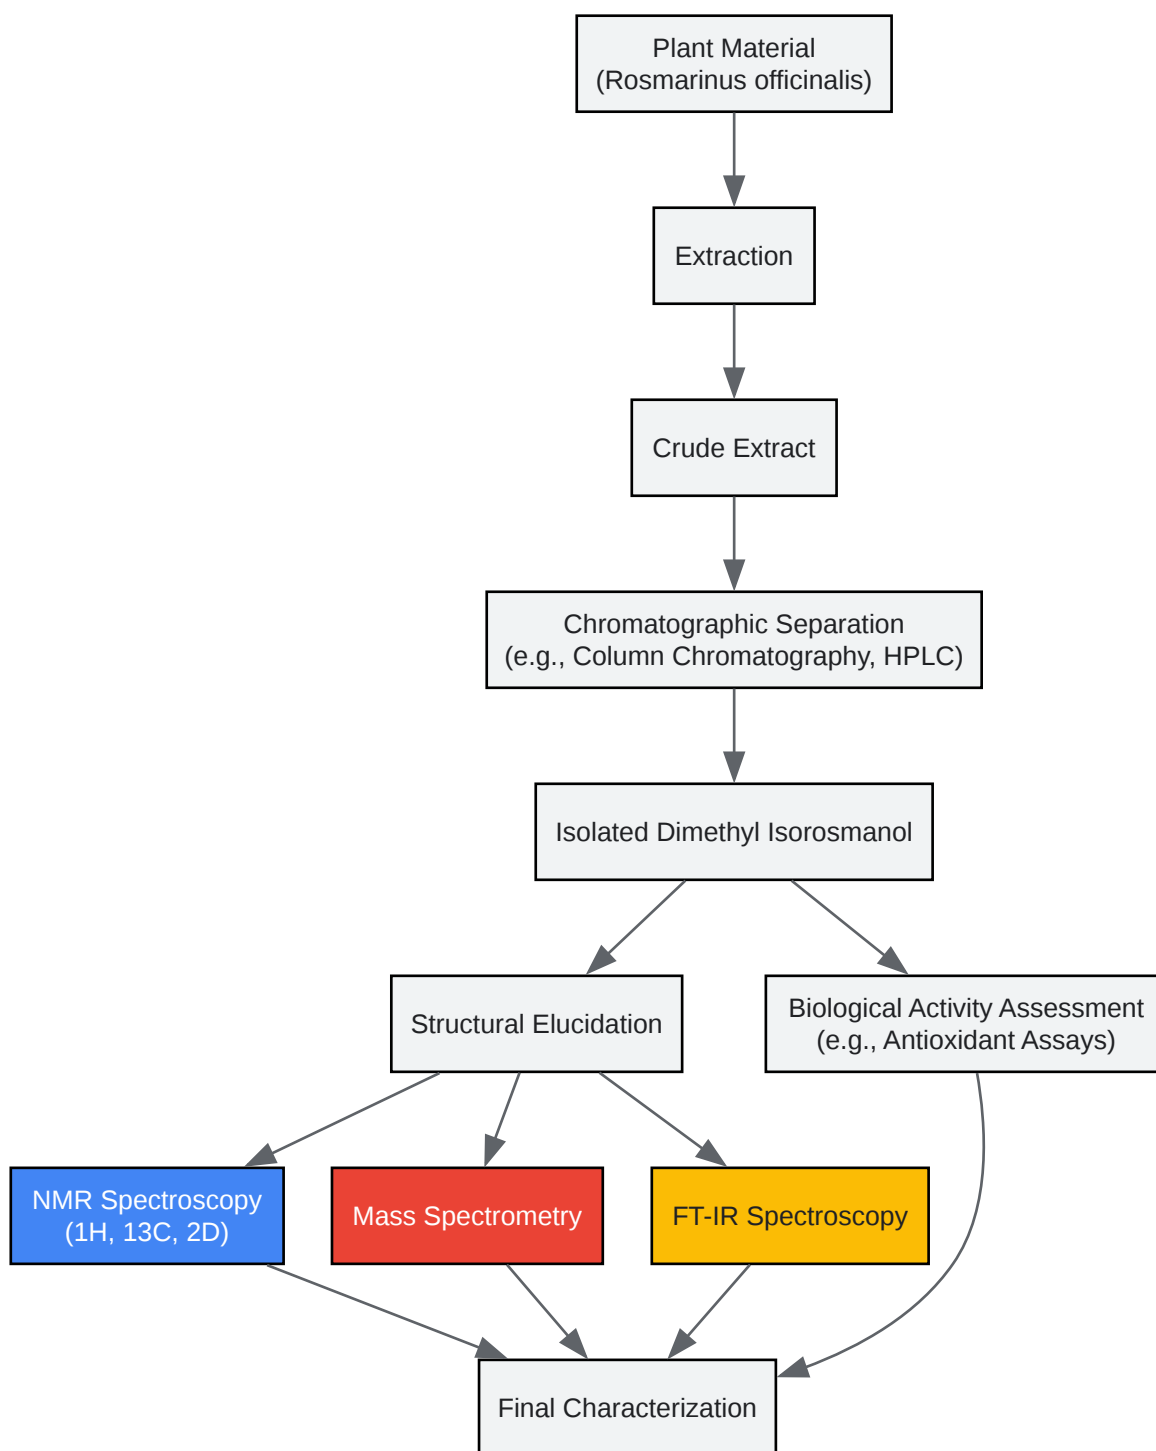 Plant Material
(Rosmarinus officinalis)
Extraction
Crude Extract
Chromatographic Separation
(e.g., Column Chromatography, HPLC)
Isolated Dimethyl Isorosmanol
Structural Elucidation
Biological Activity Assessment
(e.g., Antioxidant Assays)
NMR Spectroscopy
(1H, 13C, 2D)
Mass Spectrometry
FT-IR Spectroscopy
Final Characterization